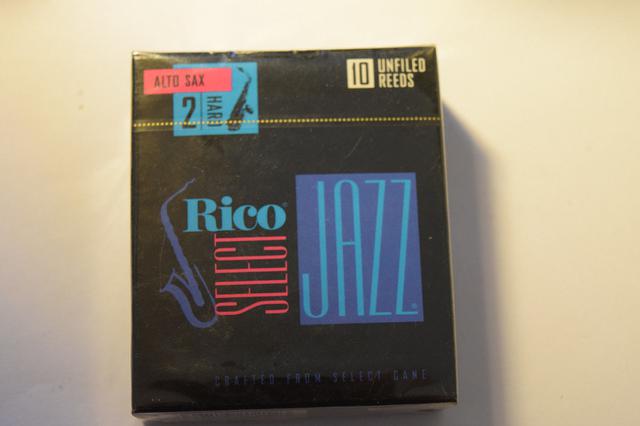 ALTO SAX
2 HARD
10 UNFILED
REEDS
Rico
SELECT
JAZZ
CRAFTED FROM SELECT CANE